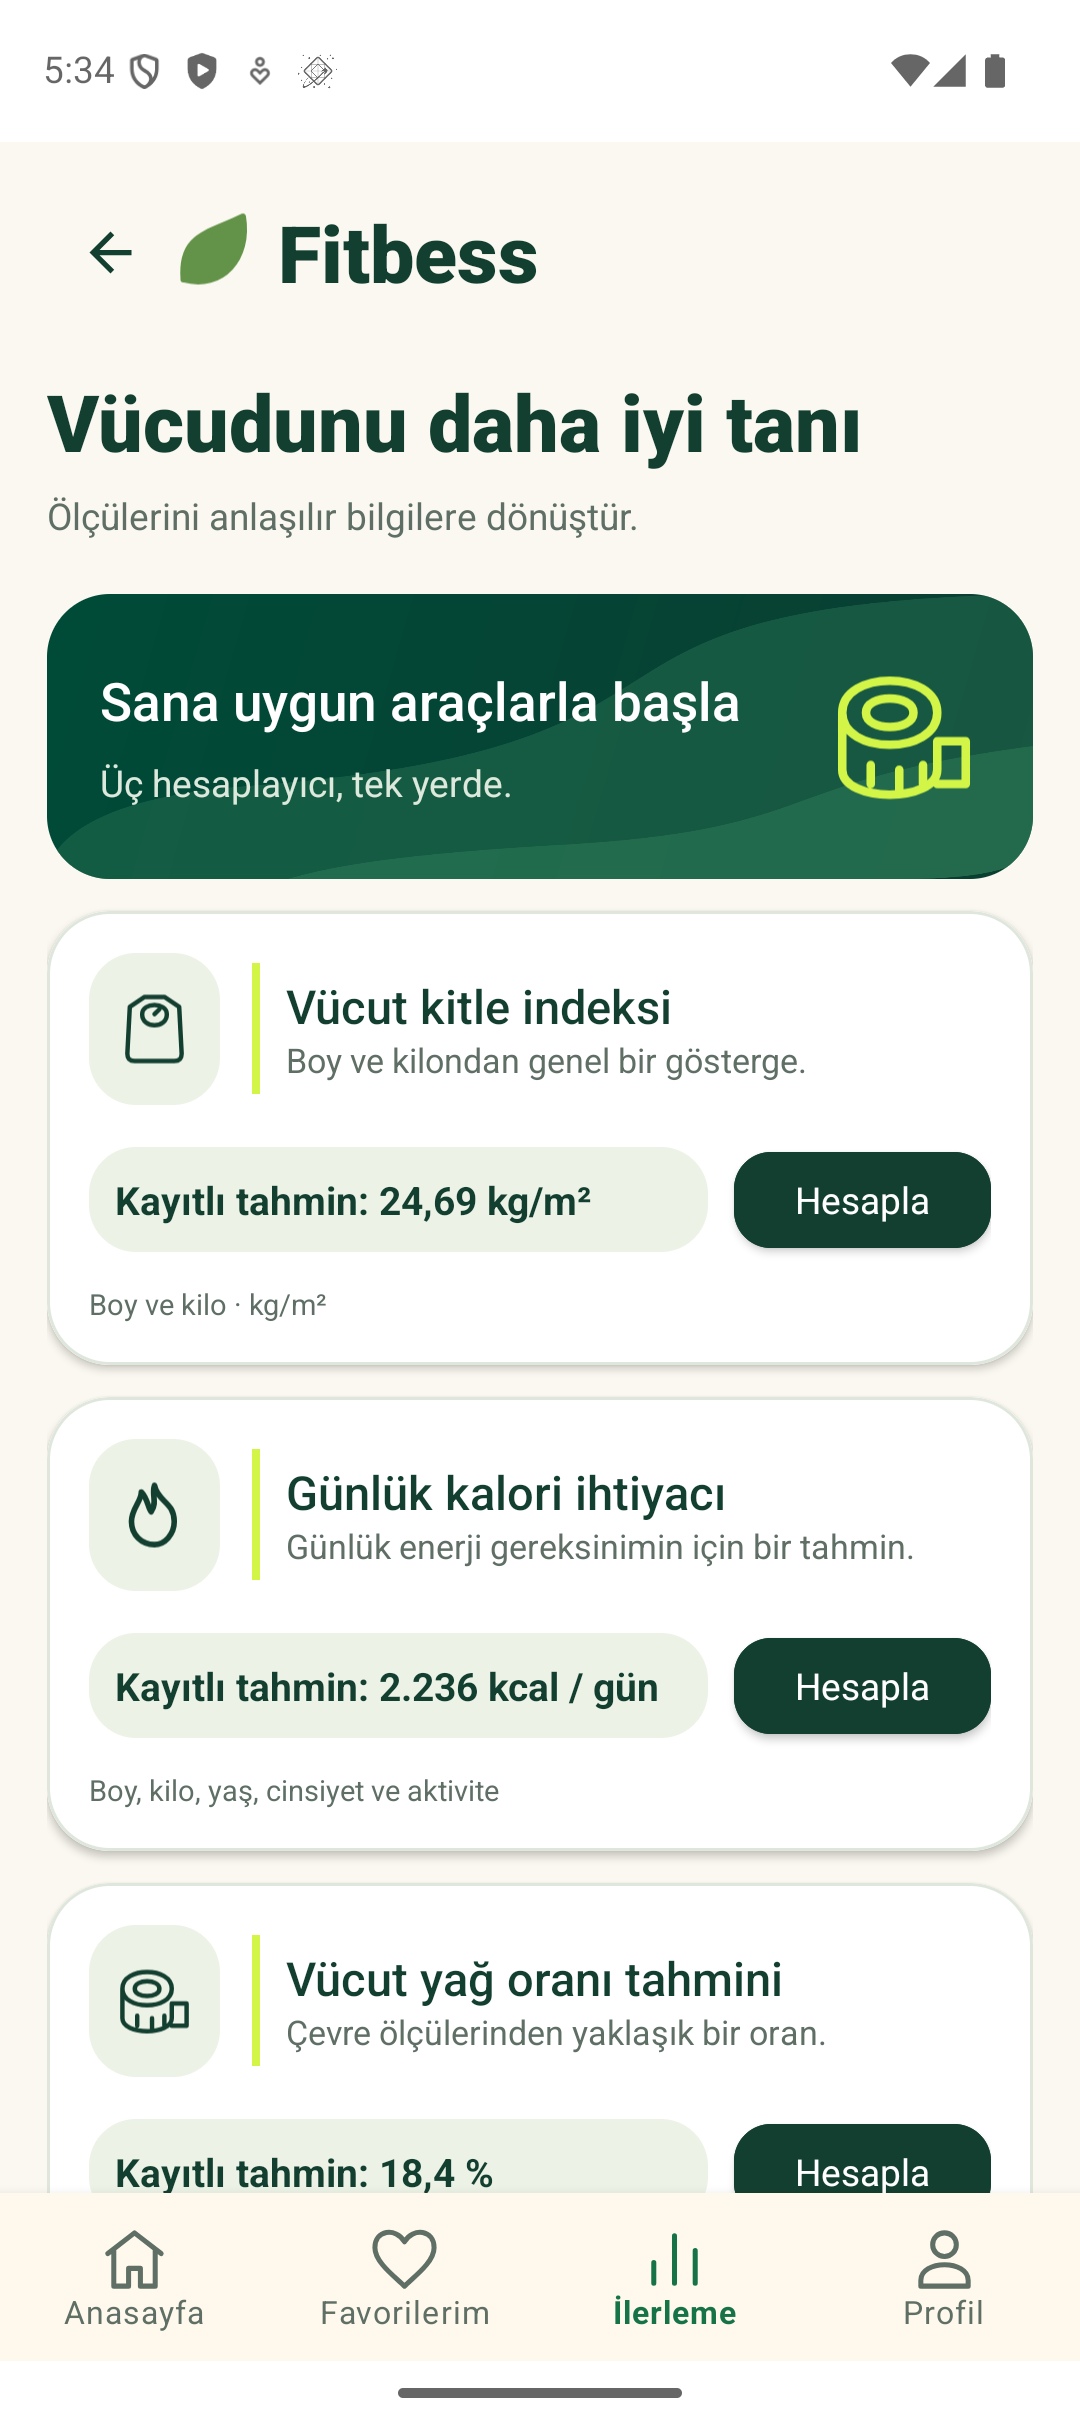 5:34
Fitbess
Vücudunu daha iyi tanı
Ölçülerini anlaşılır bilgilere dönüştür.
Sana uygun araçlarla başla
Üç hesaplayıcı, tek yerde.
Vücut kitle indeksi
Boy ve kilondan genel bir gösterge.
Kayıtlı tahmin: 24,69 kg/m²
Hesapla
Boy ve kilo · kg/m²
Günlük kalori ihtiyacı
Günlük enerji gereksinimin için bir tahmin.
Kayıtlı tahmin: 2.236 kcal / gün
Hesapla
Boy, kilo, yaş, cinsiyet ve aktivite
Vücut yağ oranı tahmini
Çevre ölçülerinden yaklaşık bir oran.
Kayıtlı tahmin: 18,4 %
Hesapla
Anasayfa
Favorilerim
İlerleme
Profil